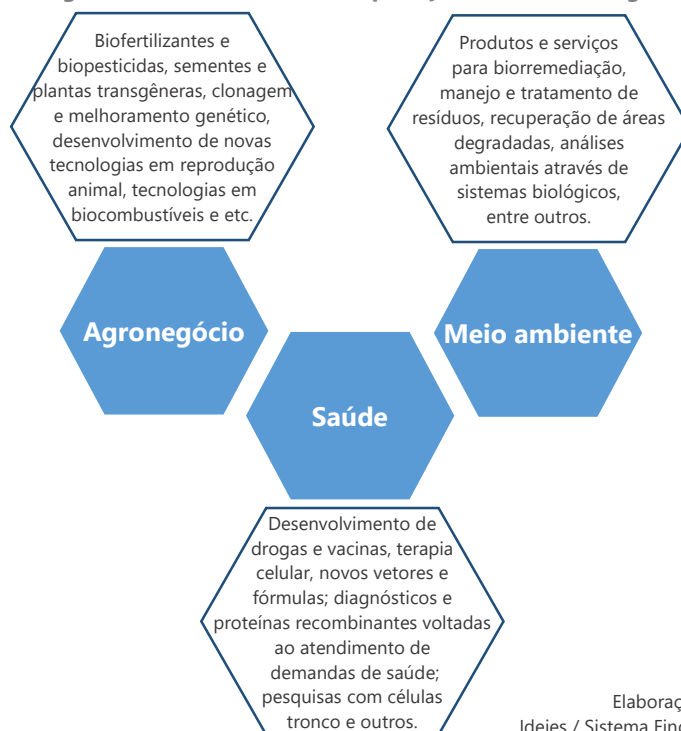 Biofertilizantes e
biopesticidas, sementes e
plantas transgêneras, clonagem
e melhoramento genético,
desenvolvimento de novas
tecnologias em reprodução
animal, tecnologias em
biocombustíveis e etc.
Produtos e serviços
para biorremediação,
manejo e tratamento de
resíduos, recuperação de áreas
degradadas, análises
ambientais através de
sistemas biológicos,
entre outros.
Agronegócio
Meio ambiente
Saúde
Desenvolvimento de
drogas e vacinas, terapia
celular, novos vetores e
fórmulas; diagnósticos e
proteínas recombinantes voltadas
ao atendimento de
demandas de saúde;
pesquisas com células
tronco e outros.
Elaboraç
Ideies / Sistema